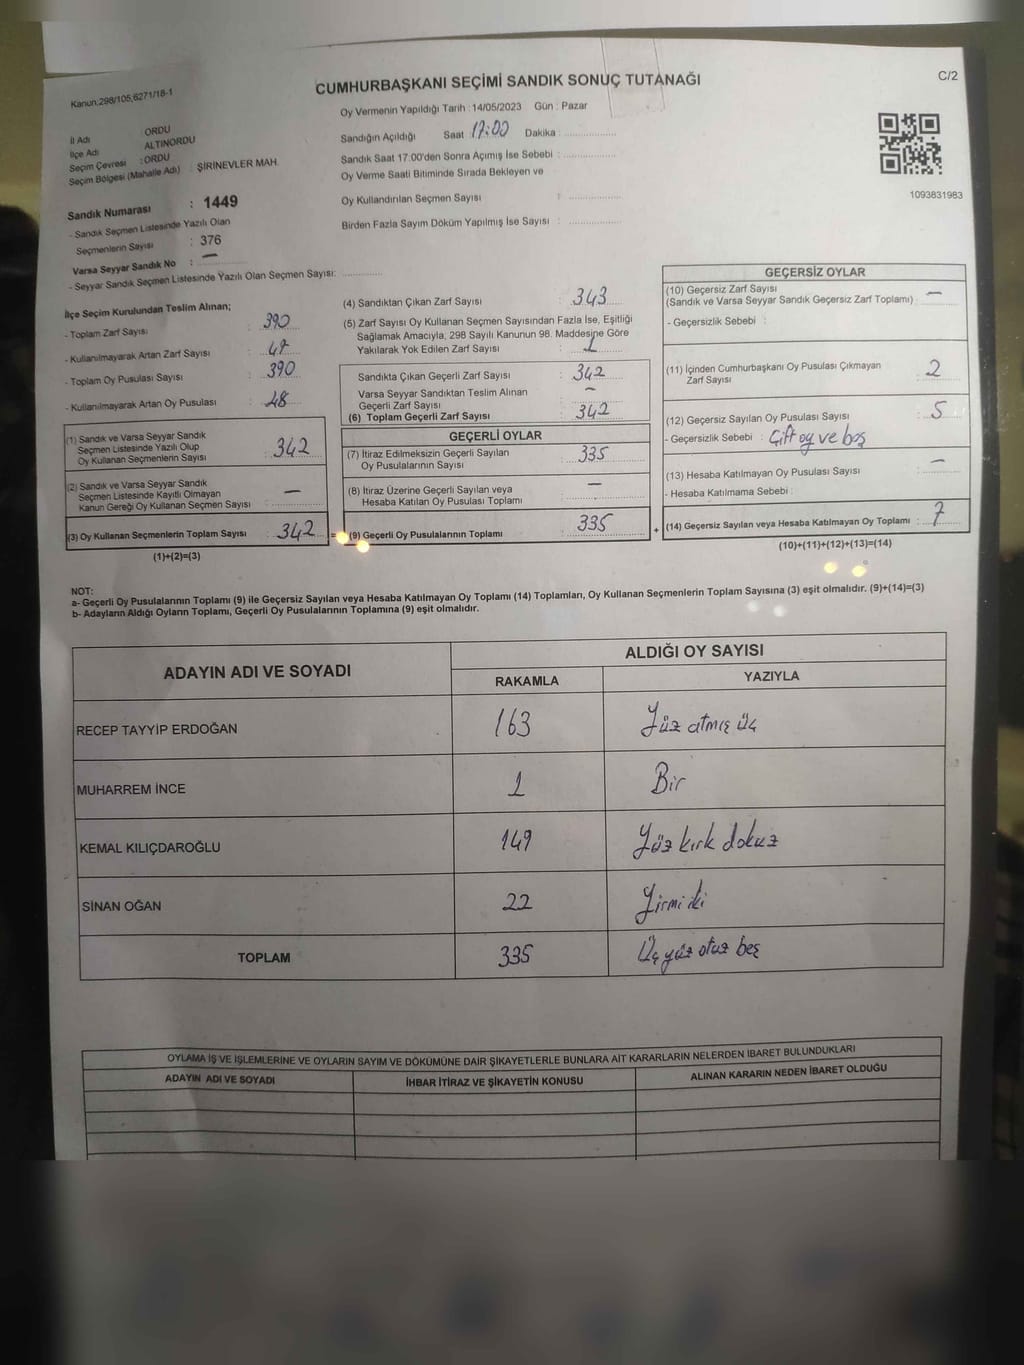 CUMHURBAŞKANI SEÇİMİ SANDIK SONUÇ TUTANAĞI
C/2
Kanun;298/105,6271/18-1
Oy Vermenin Yapıldığı Tarih :14/05/2023 Gün : Pazar
İl Adı ORDU
İlçe Adı ALTINORDU
Seçim Çevresi :ORDU
Seçim Bölgesi (Mahalle Adı) : ŞİRİNEVLER MAH.
Sandığın Açıldığı Saat 17:00 Dakika :
Sandık Saat 17:00'den Sonra Açımış İse Sebebi :
Oy Verme Saati Bitiminde Sırada Bekleyen ve
Oy Kullandırılan Seçmen Sayısı :
Birden Fazla Sayım Döküm Yapılmış İse Sayısı :
1093831983
Sandık Numarası : 1449
- Sandık Seçmen Listesinde Yazılı Olan
Seçmenlerin Sayısı : 376
Varsa Seyyar Sandık No : —
- Seyyar Sandık Seçmen Listesinde Yazılı Olan Seçmen Sayısı:
İlçe Seçim Kurulundan Teslim Alınan;
- Toplam Zarf Sayısı : 390
- Kullanılmayarak Artan Zarf Sayısı : 47
- Toplam Oy Pusulası Sayısı : 390
- Kullanılmayarak Artan Oy Pusulası : 48
(1) Sandık ve Varsa Seyyar Sandık
Seçmen Listesinde Yazılı Olup
Oy Kullanan Seçmenlerin Sayısı : 342
(2) Sandık ve Varsa Seyyar Sandık
Seçmen Listesinde Kayıtlı Olmayan
Kanun Gereği Oy Kullanan Seçmen Sayısı : —
(3) Oy Kullanan Seçmenlerin Toplam Sayısı : 342
(1)+(2)=(3)
(4) Sandıktan Çıkan Zarf Sayısı : 343
(5) Zarf Sayısı Oy Kullanan Seçmen Sayısından Fazla İse, Eşitliği
Sağlamak Amacıyla, 298 Sayılı Kanunun 98. Maddesine Göre
Yakılarak Yok Edilen Zarf Sayısı : 1
Sandıkta Çıkan Geçerli Zarf Sayısı : 342
Varsa Seyyar Sandıktan Teslim Alınan
Geçerli Zarf Sayısı : —
(6) Toplam Geçerli Zarf Sayısı : 342
GEÇERLİ OYLAR
(7) İtiraz Edilmeksizin Geçerli Sayılan
Oy Pusulalarının Sayısı : 335
(8) İtiraz Üzerine Geçerli Sayılan veya
Hesaba Katılan Oy Pusulası Toplamı : —
= (9) Geçerli Oy Pusulalarının Toplamı : 335
GEÇERSİZ OYLAR
(10) Geçersiz Zarf Sayısı
(Sandık ve Varsa Seyyar Sandık Geçersiz Zarf Toplamı) : —
- Geçersizlik Sebebi :
(11) İçinden Cumhurbaşkanı Oy Pusulası Çıkmayan
Zarf Sayısı : 2
(12) Geçersiz Sayılan Oy Pusulası Sayısı : 5
- Geçersizlik Sebebi : Çift oy ve boş
(13) Hesaba Katılmayan Oy Pusulası Sayısı : —
- Hesaba Katılmama Sebebi :
+ (14) Geçersiz Sayılan veya Hesaba Katılmayan Oy Toplamı : 7
(10)+(11)+(12)+(13)=(14)
NOT:
a- Geçerli Oy Pusulalarının Toplamı (9) ile Geçersiz Sayılan veya Hesaba Katılmayan Oy Toplamı (14) Toplamları, Oy Kullanan Seçmenlerin Toplam Sayısına (3) eşit olmalıdır. (9)+(14)=(3)
b- Adayların Aldığı Oyların Toplamı, Geçerli Oy Pusulalarının Toplamına (9) eşit olmalıdır.
ADAYIN ADI VE SOYADI ALDIĞI OY SAYISI
RAKAMLA YAZIYLA
RECEP TAYYİP ERDOĞAN 163 Yüz atmış üç
MUHARREM İNCE 1 Bir
KEMAL KILIÇDAROĞLU 149 Yüz kırk dokuz
SİNAN OĞAN 22 Yirmi iki
TOPLAM 335 Üç yüz otuz beş
OYLAMA İŞ VE İŞLEMLERİNE VE OYLARIN SAYIM VE DÖKÜMÜNE DAİR ŞİKAYETLERLE BUNLARA AİT KARARLARIN NELERDEN İBARET BULUNDUKLARI
ADAYIN ADI VE SOYADI İHBAR İTİRAZ VE ŞİKAYETİN KONUSU ALINAN KARARIN NEDEN İBARET OLDUĞU